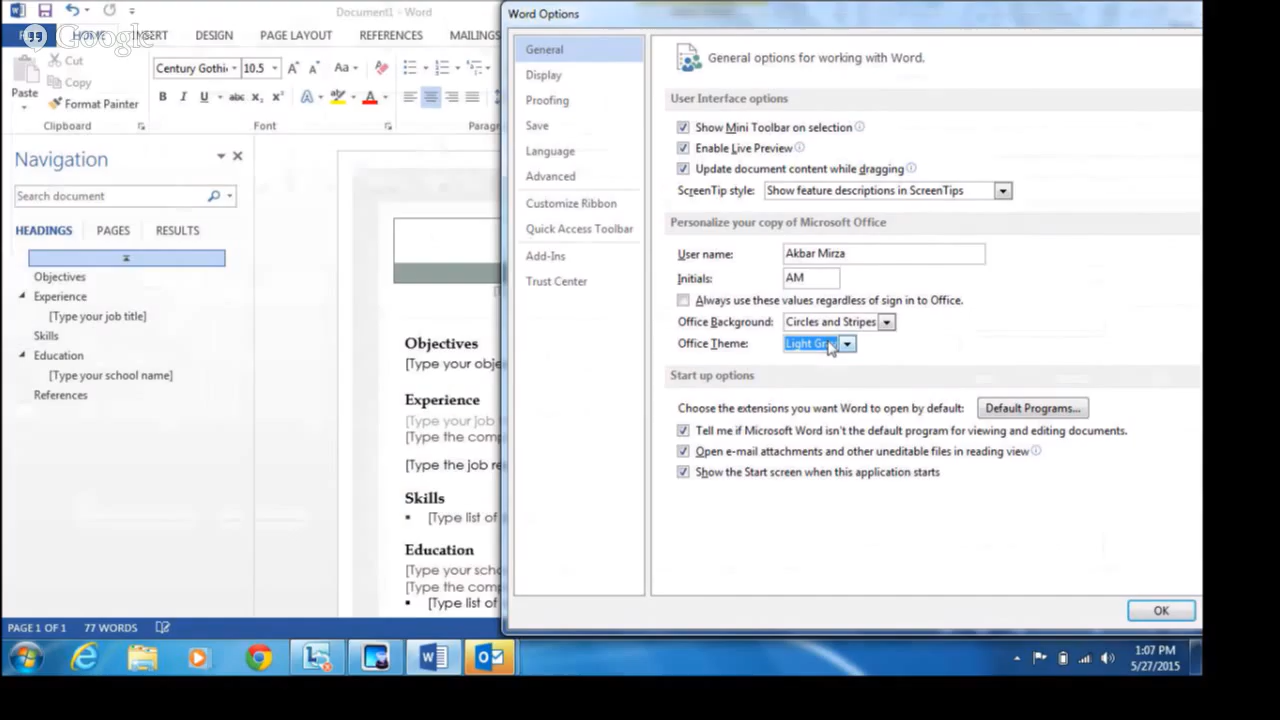 Document1 - Word
Google
HOME
INSERT
DESIGN
PAGE LAYOUT
REFERENCES
MAILINGS
Paste
Cut
Copy
Format Painter
Clipboard
Century Gothi
10.5
Aa
B I U abc x₂ x²
A
A
Font
Paragr
Navigation
Search document
HEADINGS PAGES RESULTS
Objectives
Experience
[Type your job title]
Skills
Education
[Type your school name]
References
Objectives
[Type your obje
Experience
[Type your job
[Type the comp
[Type the job re
Skills
▪ [Type list of
Education
[Type your scho
[Type the comp
▪ [Type list of
PAGE 1 OF 1 77 WORDS
Word Options
General
Display
Proofing
Save
Language
Advanced
Customize Ribbon
Quick Access Toolbar
Add-Ins
Trust Center
General options for working with Word.
User Interface options
Show Mini Toolbar on selection
Enable Live Preview
Update document content while dragging
ScreenTip style: Show feature descriptions in ScreenTips
Personalize your copy of Microsoft Office
User name: Akbar Mirza
Initials: AM
Always use these values regardless of sign in to Office.
Office Background: Circles and Stripes
Office Theme: Light Gray
Start up options
Choose the extensions you want Word to open by default: Default Programs...
Tell me if Microsoft Word isn't the default program for viewing and editing documents.
Open e-mail attachments and other uneditable files in reading view
Show the Start screen when this application starts
OK
1:07 PM
5/27/2015